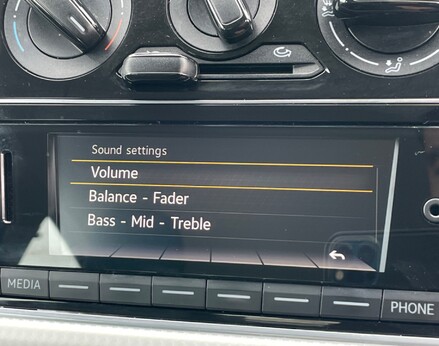 Sound settings
Volume
Balance - Fader
Bass - Mid - Treble
MEDIA
PHONE